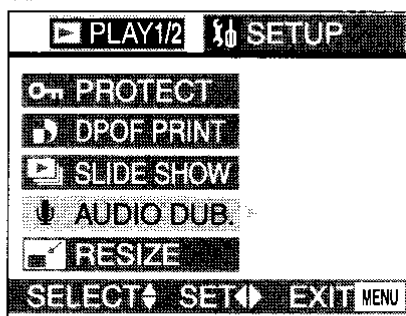 PLAY1/2 SETUP
PROTECT
DPOF PRINT
SLIDE SHOW
AUDIO DUB.
RESIZE
SELECT SET EXIT MENU